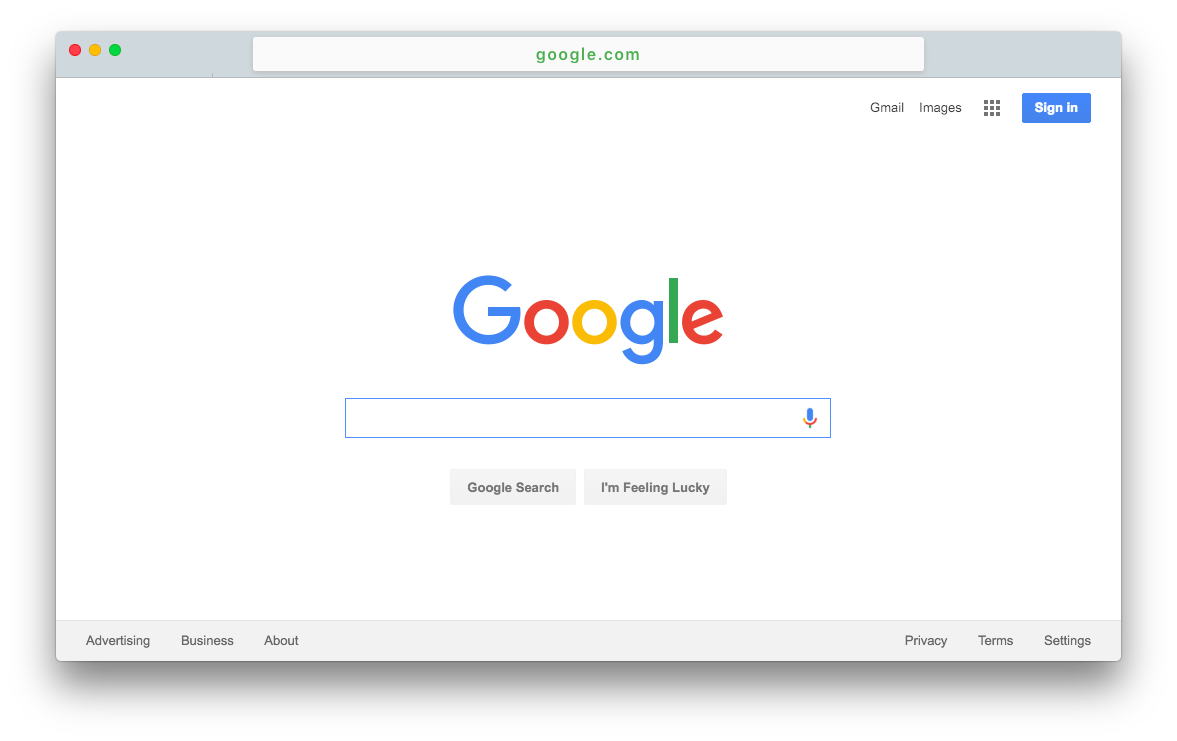 google.com
Gmail Images Sign in
Google
Google Search I'm Feeling Lucky
Advertising Business About Privacy Terms Settings